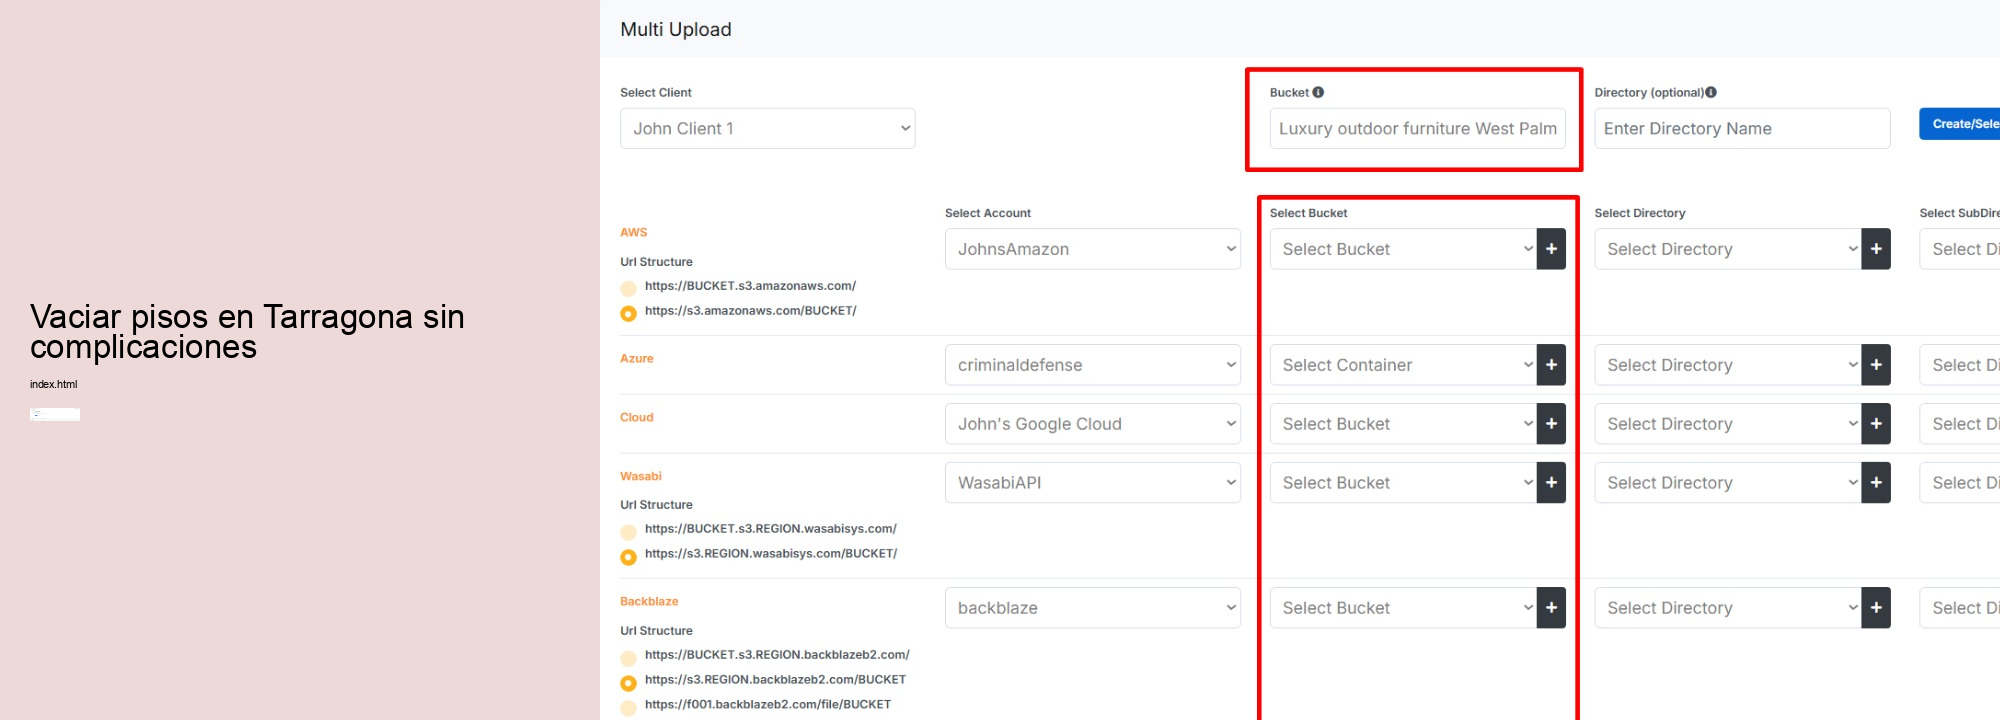 Vaciar pisos en Tarragona sin
complicaciones
index.html
Multi Upload
Select Client
John Client 1
Bucket
Luxury outdoor furniture West Palm
Directory (optional)
Enter Directory Name
Create/Sele
Select Account
Select Bucket
Select Directory
Select SubDire
AWS
JohnsAmazon
Select Bucket
+
Select Directory
+
Select Di
Url Structure
https://BUCKET.s3.amazonaws.com/
https://s3.amazonaws.com/BUCKET/
Azure
criminaldefense
Select Container
+
Select Directory
+
Select Di
Cloud
John's Google Cloud
Select Bucket
+
Select Directory
+
Select Di
Wasabi
WasabiAPI
Select Bucket
+
Select Directory
+
Select Di
Url Structure
https://BUCKET.s3.REGION.wasabisys.com/
https://s3.REGION.wasabisys.com/BUCKET/
Backblaze
backblaze
Select Bucket
+
Select Directory
+
Select Di
Url Structure
https://BUCKET.s3.REGION.backblazeb2.com/
https://s3.REGION.backblazeb2.com/BUCKET
https://f001.backblazeb2.com/file/BUCKET